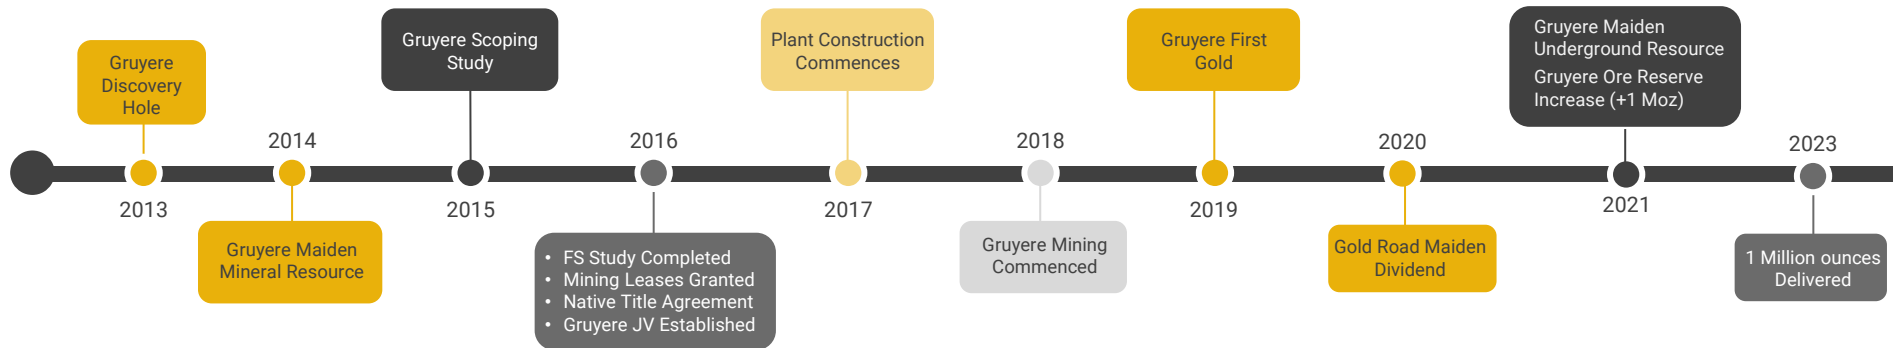 Gruyere
Discovery
Hole
2013
2014
Gruyere Maiden
Mineral Resource
Gruyere Scoping
Study
2015
2016
• FS Study Completed
• Mining Leases Granted
• Native Title Agreement
• Gruyere JV Established
Plant Construction
Commences
2017
2018
Gruyere Mining
Commenced
Gruyere First
Gold
2019
2020
Gold Road Maiden
Dividend
Gruyere Maiden
Underground Resource
Gruyere Ore Reserve
Increase (+1 Moz)
2021
2023
1 Million ounces
Delivered